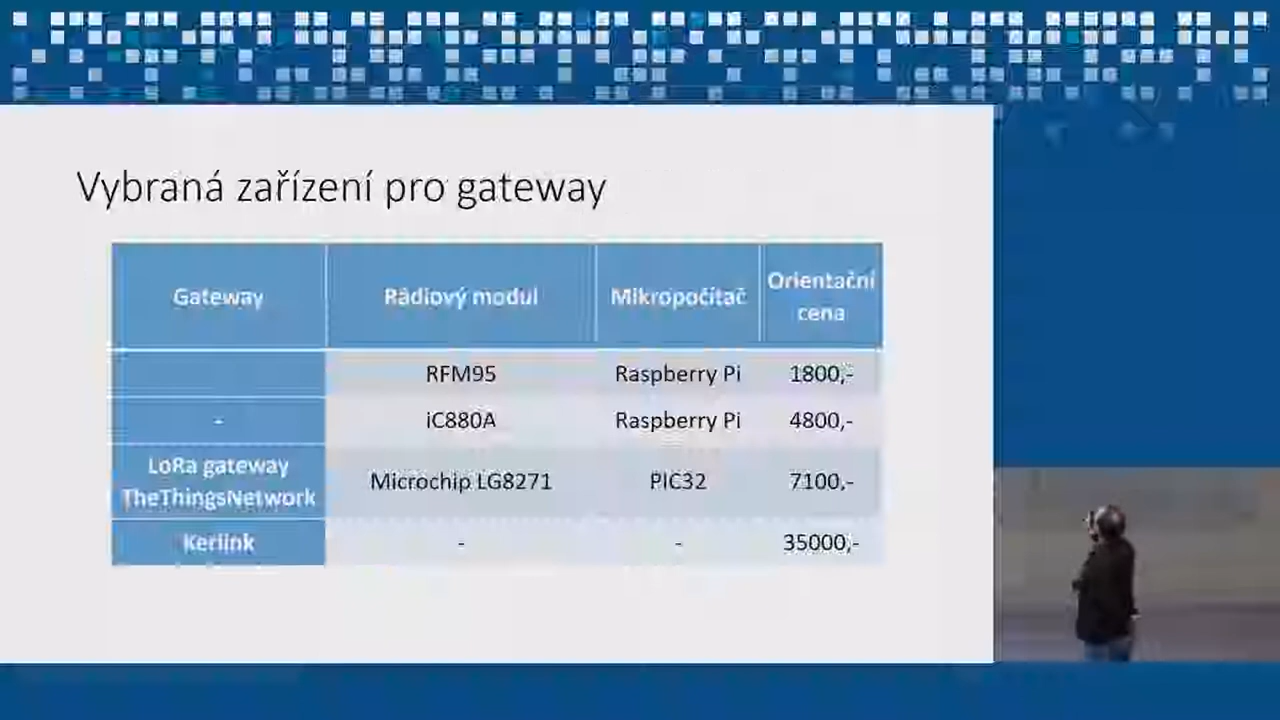 Vybraná zařízení pro gateway
Gateway
Rádiový modul
Mikropočítač
Orientační
cena
RFM95
Raspberry Pi
1800,-
-
iC880A
Raspberry Pi
4800,-
LoRa gateway
TheThingsNetwork
Microchip LG8271
PIC32
7100,-
Kerlink
-
-
35000,-